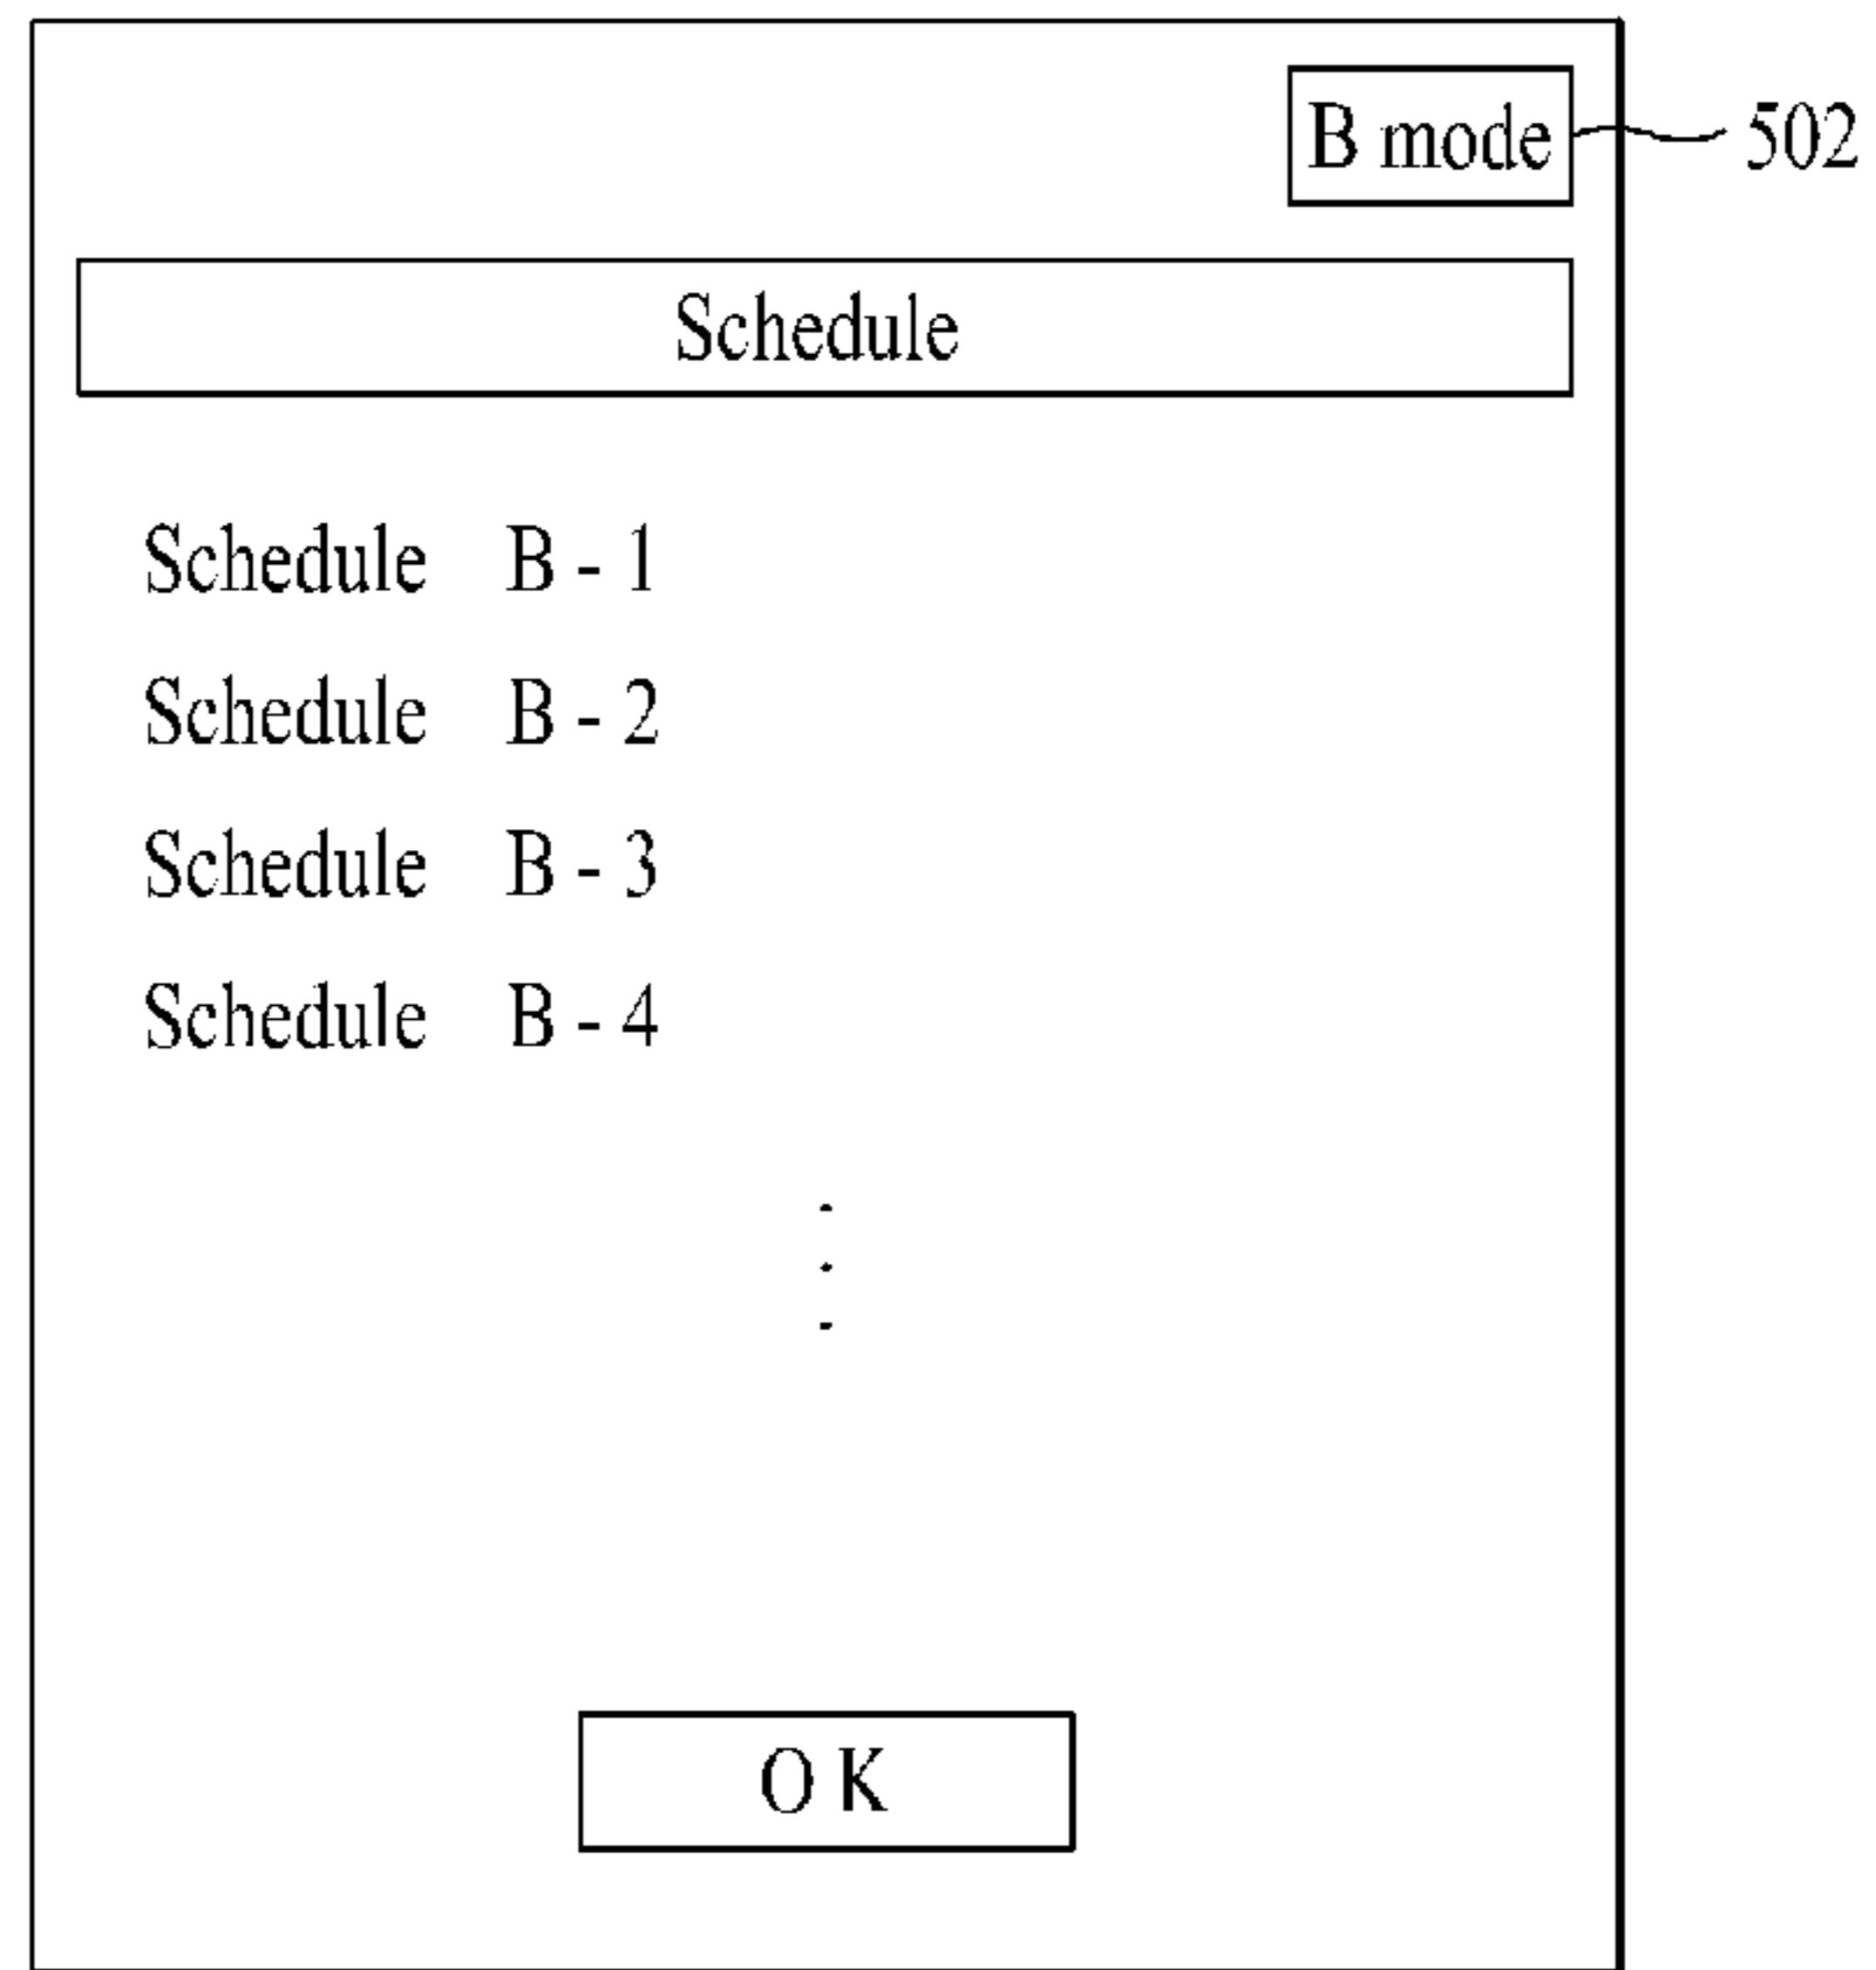 B mode 502
Schedule
Schedule B - 1
Schedule B - 2
Schedule B - 3
Schedule B - 4
O K